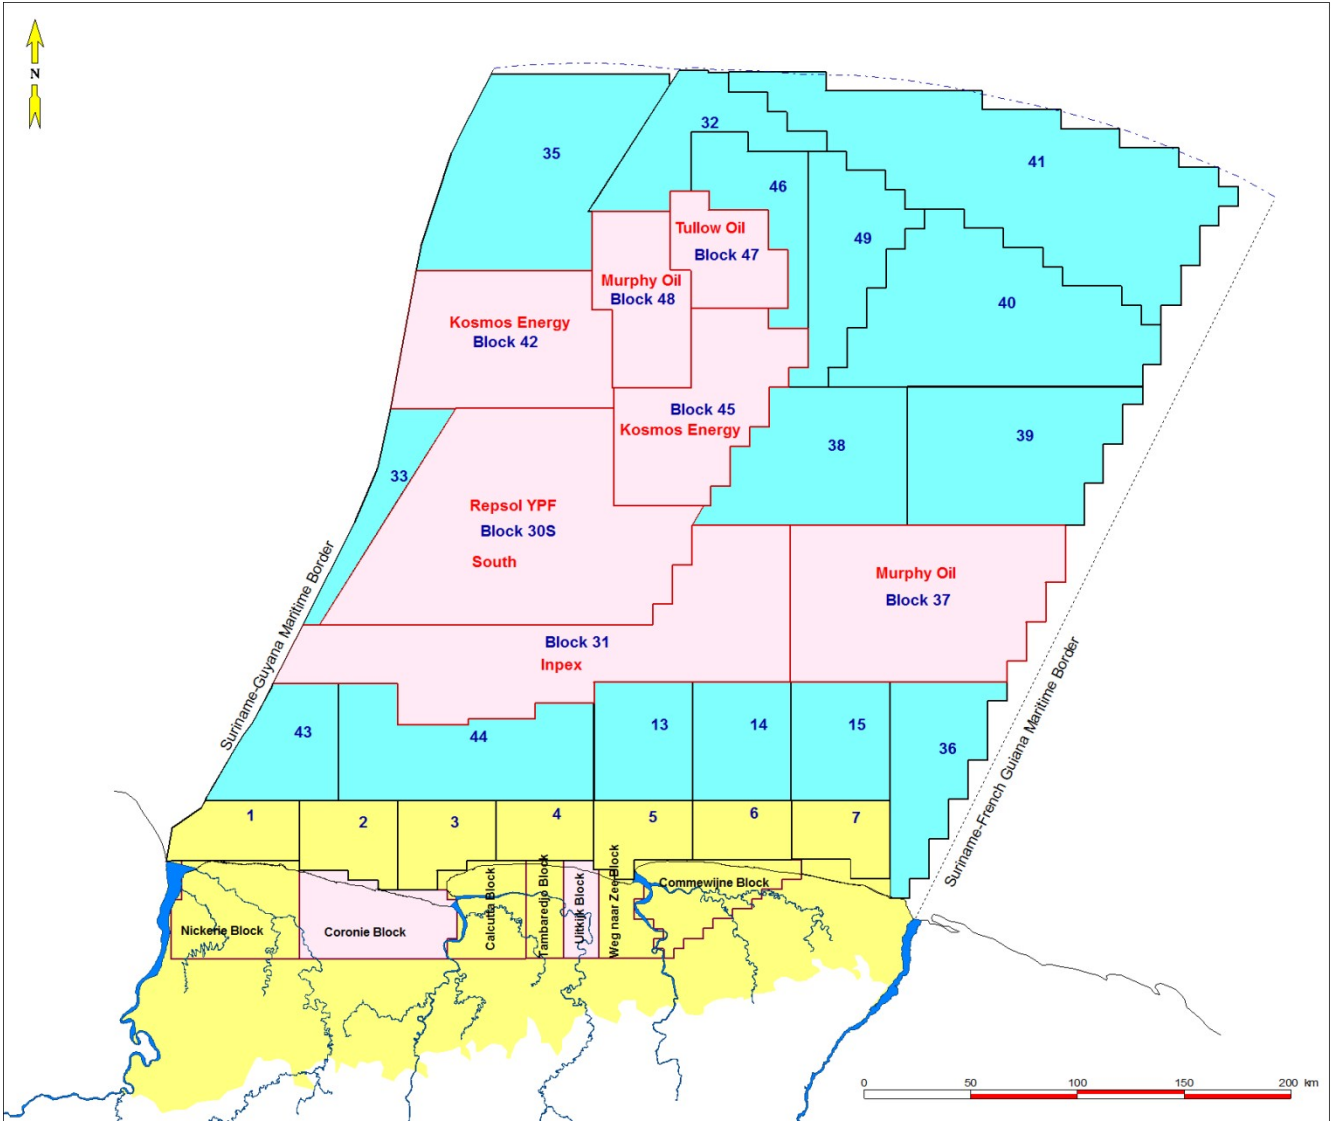 N
35
32
41
46
Tullow Oil
Block 47
49
Murphy Oil
Block 48
40
Kosmos Energy
Block 42
Block 45
Kosmos Energy
38
39
33
Repsol YPF
Block 30S
South
Murphy Oil
Block 37
Block 31
Inpex
Suriname-Guyana Maritime Border
Suriname-French Guiana Maritime Border
43
44
13
14
15
36
1
2
3
4
5
6
7
Nickerie Block
Coronie Block
Calcutta Block
Tambaredjo Block
Uitkijk Block
Weg naar Zee Block
Commewijne Block
0 50 100 150 200 km